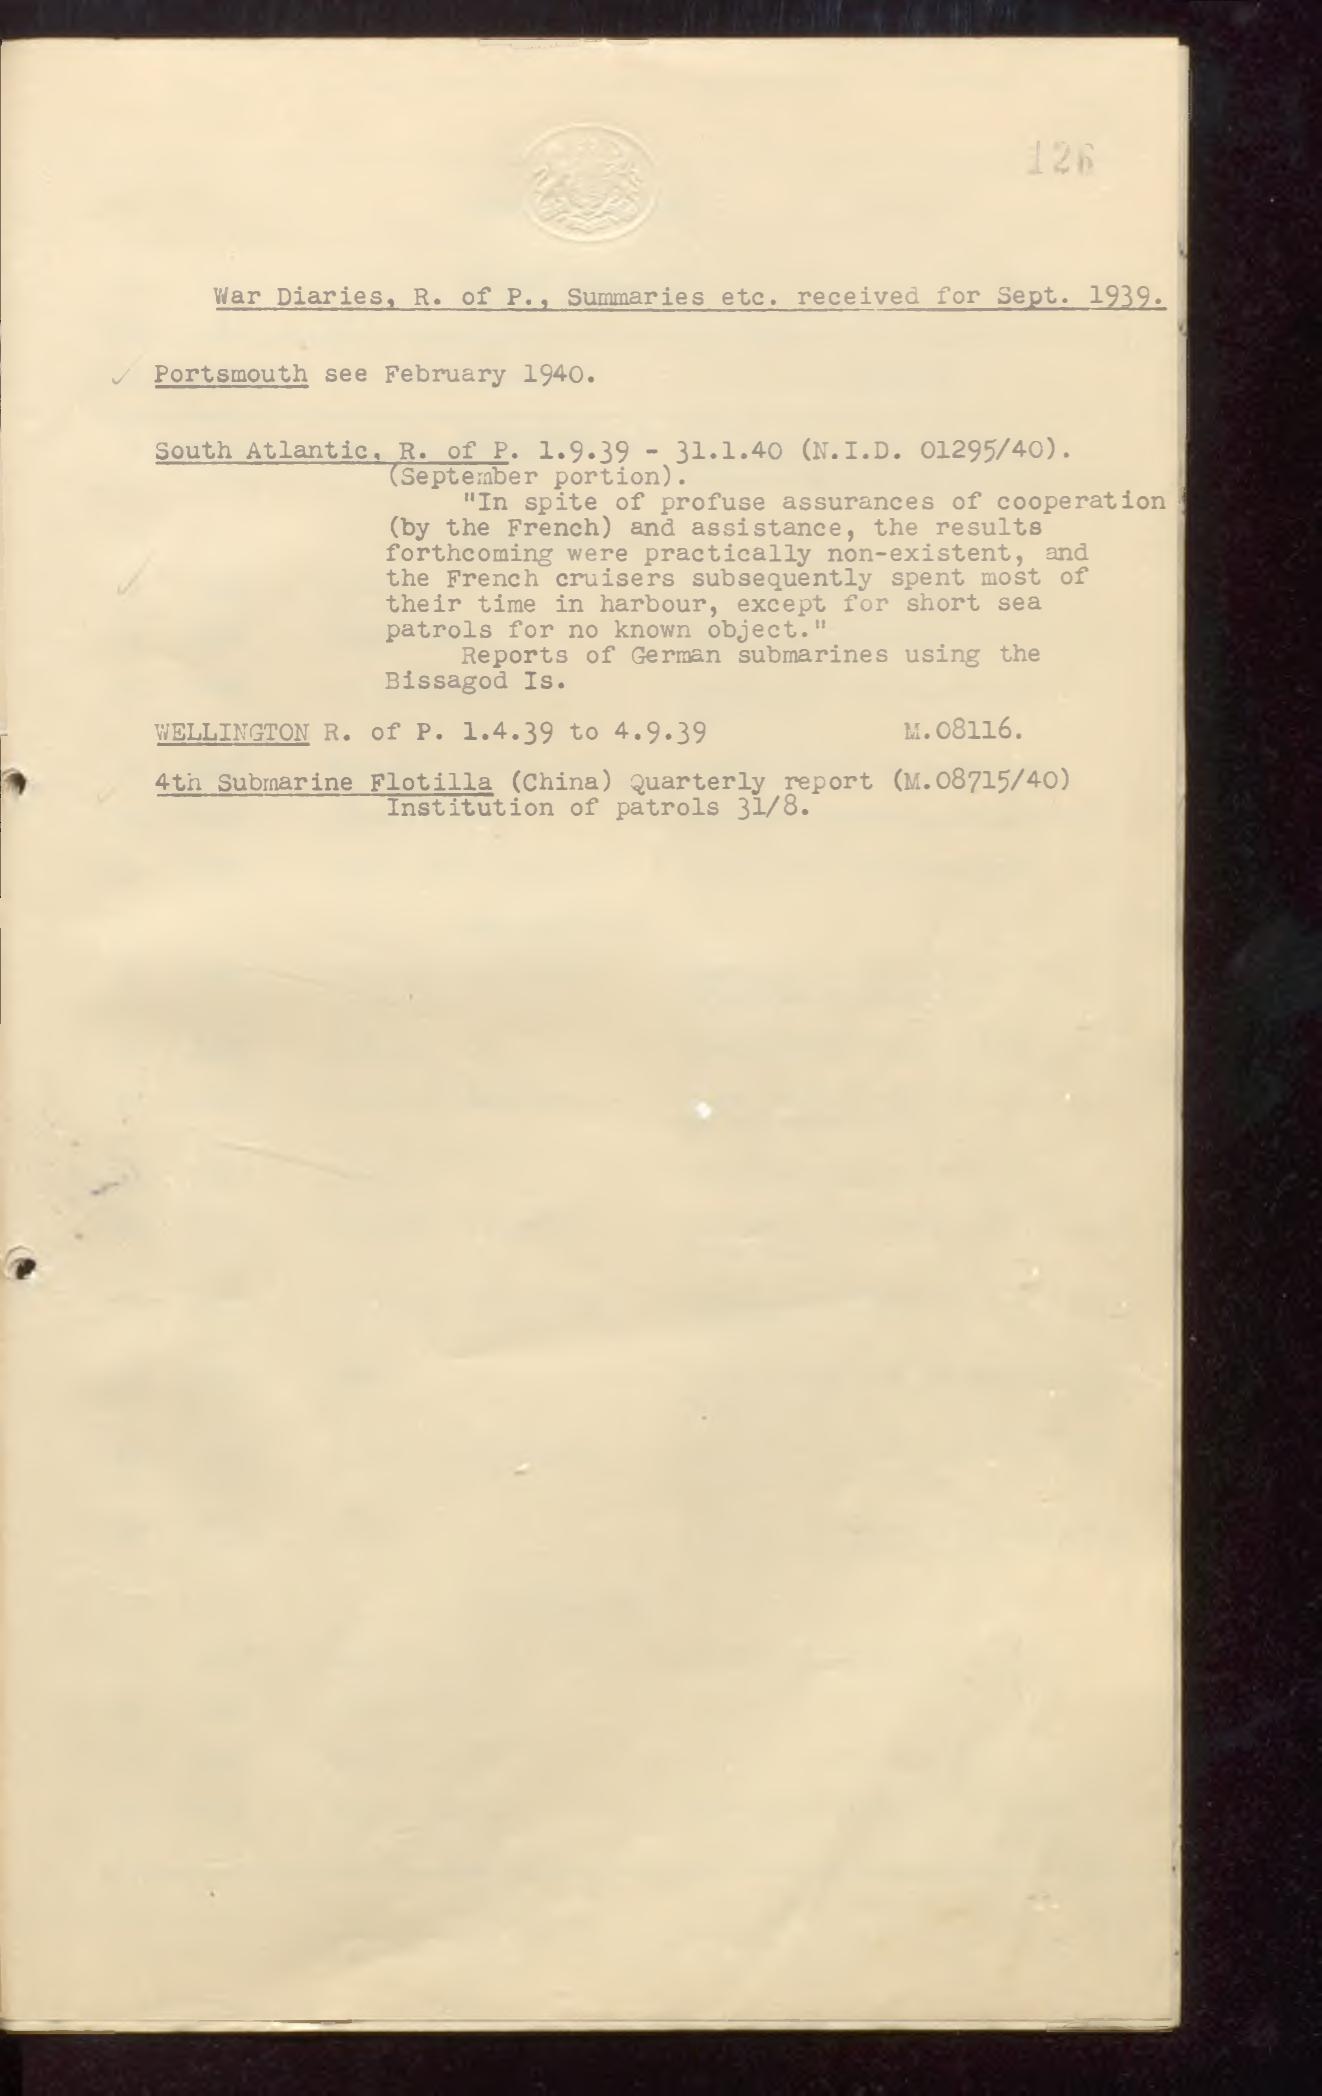 126
War Diaries, R. of P., Summaries etc. received for Sept. 1939.
Portsmouth see February 1940.
South Atlantic, R. of P. 1.9.39 - 31.1.40 (N.I.D. 01295/40).
(September portion).
"In spite of profuse assurances of cooperation
(by the French) and assistance, the results
forthcoming were practically non-existent, and
the French cruisers subsequently spent most of
their time in harbour, except for short sea
patrols for no known object."
Reports of German submarines using the
Bissagod Is.
WELLINGTON R. of P. 1.4.39 to 4.9.39 M.08116.
4th Submarine Flotilla (China) Quarterly report (M.08715/40)
Institution of patrols 31/8.